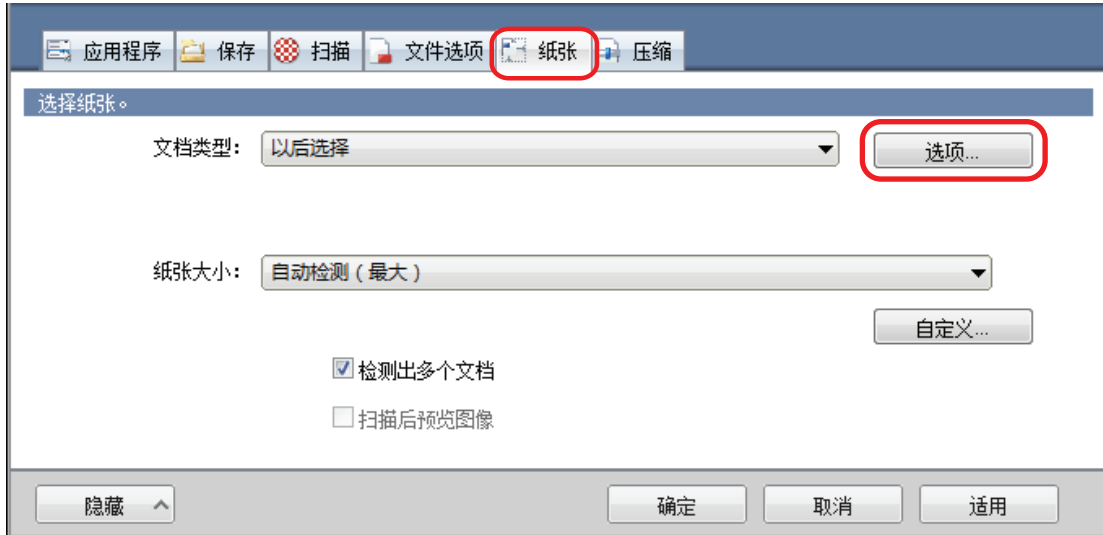 应用程序 保存 扫描 文件选项 纸张 压缩
选择纸张。
文档类型: 以后选择 选项...
纸张大小: 自动检测（最大） 
自定义...
检测出多个文档
扫描后预览图像
隐藏 确定 取消 适用